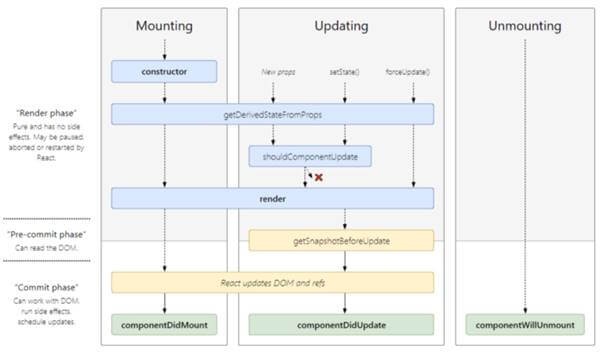 Mounting
Updating
Unmounting
constructor
New props
setState()
forceUpdate()
"Render phase"
Pure and has no side
effects. May be paused,
aborted or restarted by
React.
getDerivedStateFromProps
shouldComponentUpdate
render
"Pre-commit phase"
Can read the DOM.
getSnapshotBeforeUpdate
"Commit phase"
Can work with DOM,
run side effects,
schedule updates.
React updates DOM and refs
componentDidMount
componentDidUpdate
componentWillUnmount